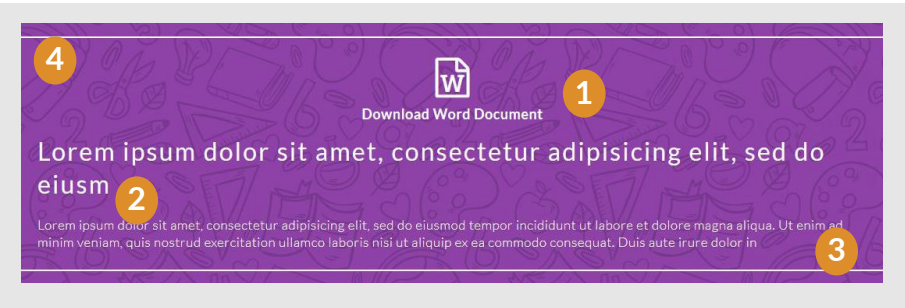 4
W
1
Download Word Document
Lorem ipsum dolor sit amet, consectetur adipisicing elit, sed do
eiusm
2
Lorem ipsum dolor sit amet, consectetur adipisicing elit, sed do eiusmod tempor incididunt ut labore et dolore magna aliqua. Ut enim ad
minim veniam, quis nostrud exercitation ullamco laboris nisi ut aliquip ex ea commodo consequat. Duis aute irure dolor in
3